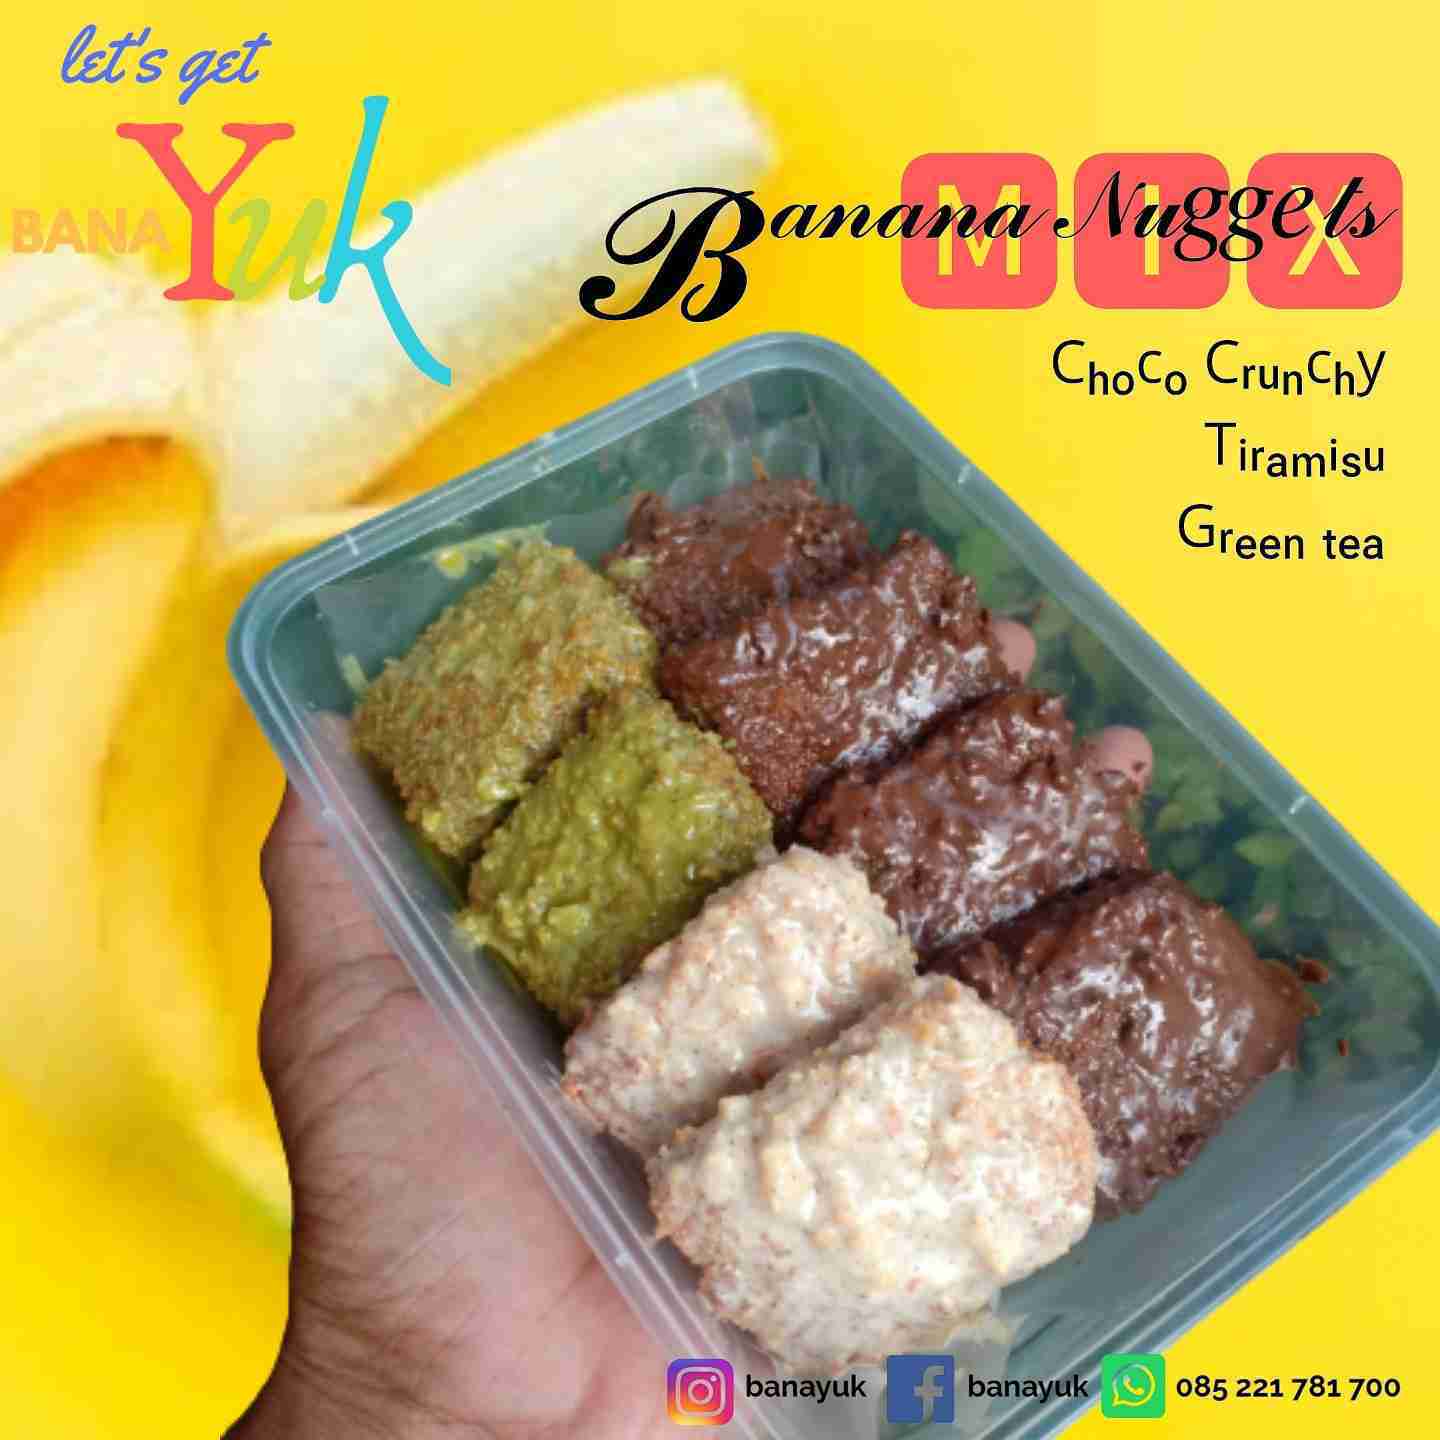 let's get
BANAYuk
Banana Nuggets
MIX
Choco Crunchy
Tiramisu
Green tea
banayuk banayuk 085 221 781 700